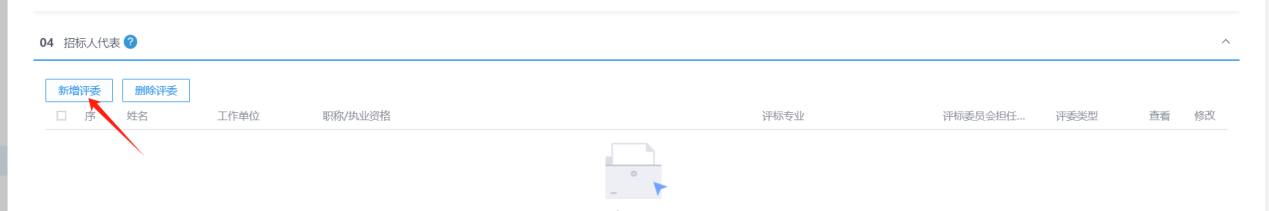 04 招标人代表 ?
新增评委 删除评委
序 姓名 工作单位 职称/执业资格 评标专业 评标委员会担任... 评委类型 查看 修改